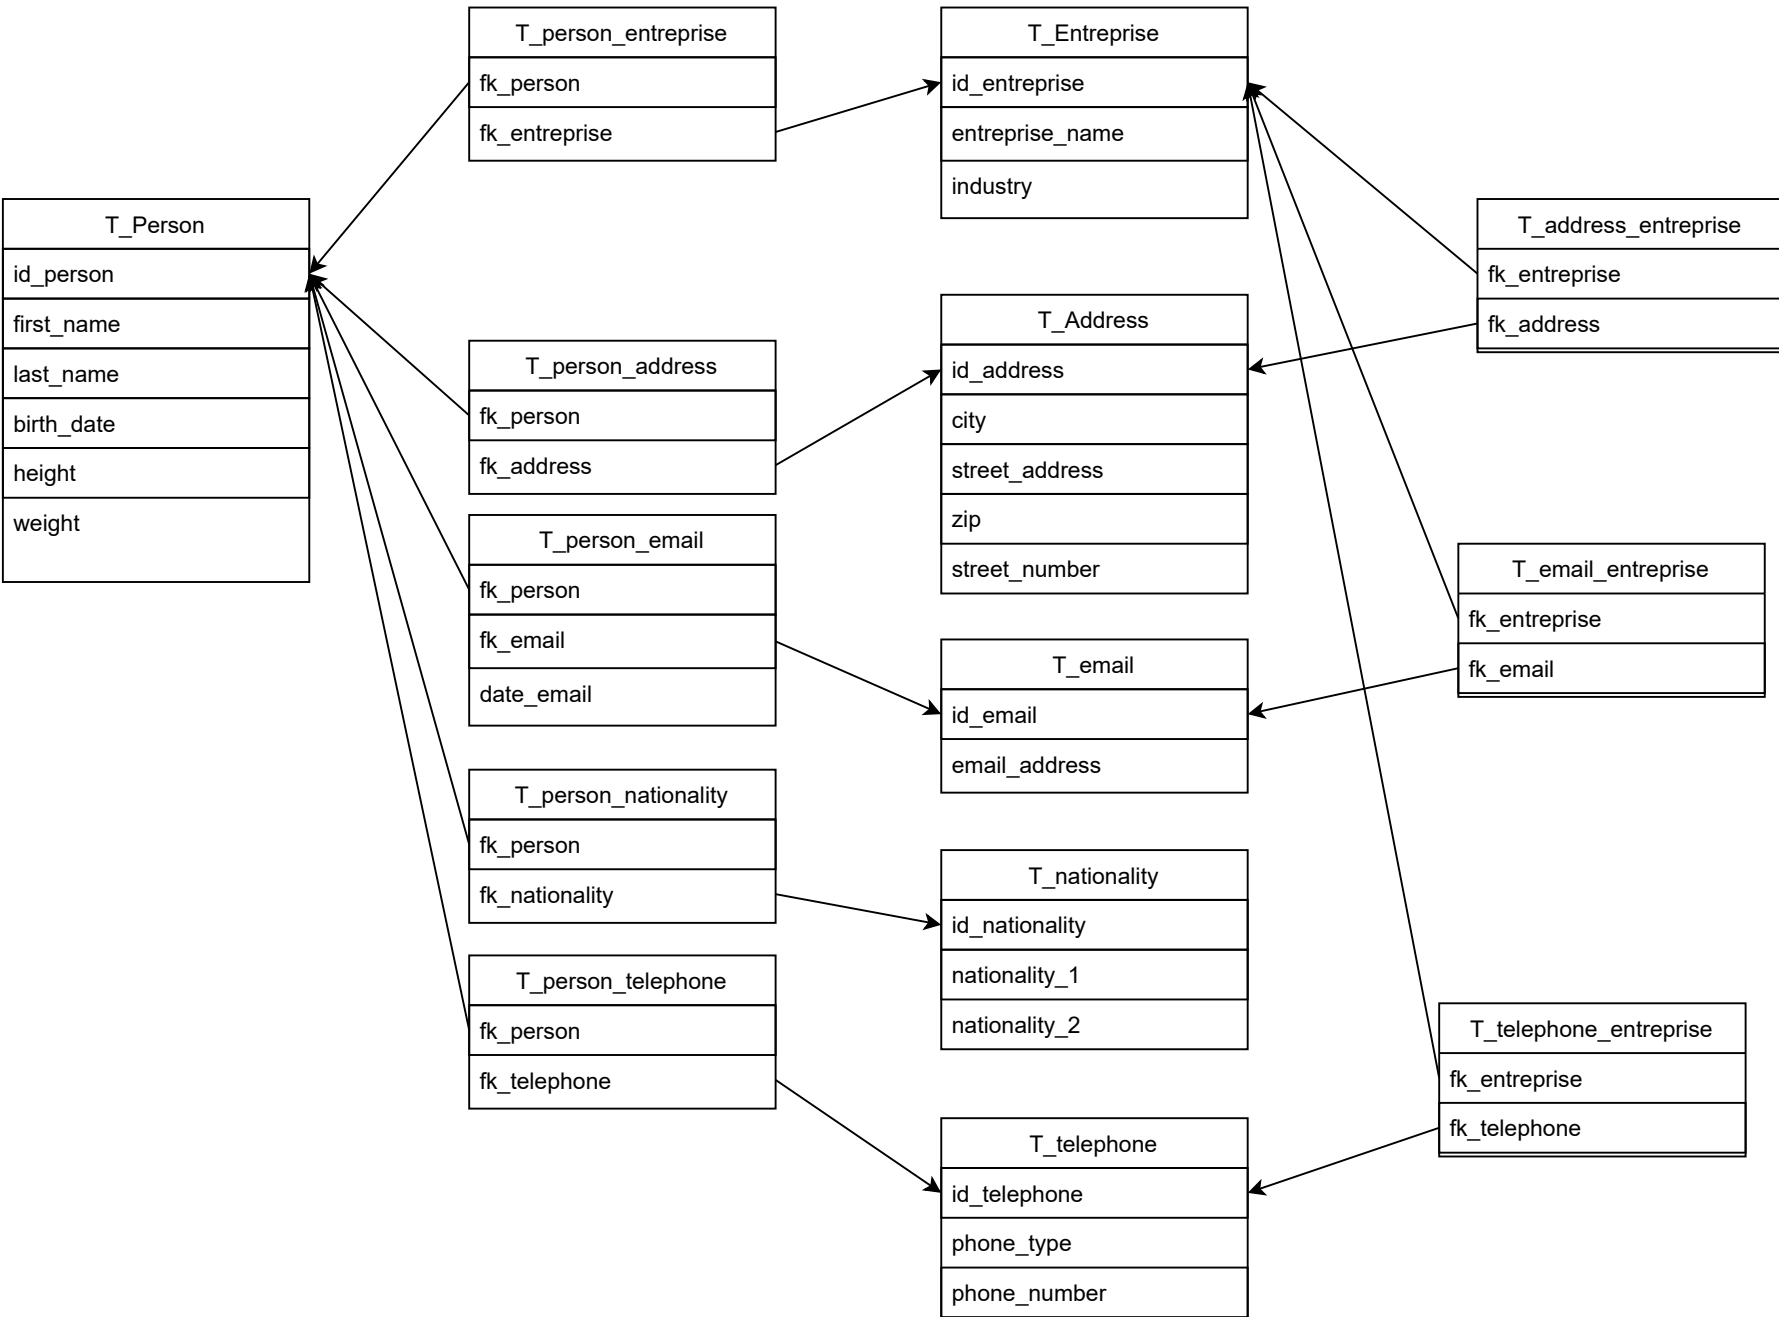 T_person_entreprise
fk_person
fk_entreprise
T_Entreprise
id_entreprise
entreprise_name
industry
T_Person
id_person
first_name
last_name
birth_date
height
weight
T_address_entreprise
fk_entreprise
fk_address
T_person_address
fk_person
fk_address
T_Address
id_address
city
street_address
zip
street_number
T_person_email
fk_person
fk_email
date_email
T_email
id_email
email_address
T_email_entreprise
fk_entreprise
fk_email
T_person_nationality
fk_person
fk_nationality
T_nationality
id_nationality
nationality_1
nationality_2
T_person_telephone
fk_person
fk_telephone
T_telephone
id_telephone
phone_type
phone_number
T_telephone_entreprise
fk_entreprise
fk_telephone